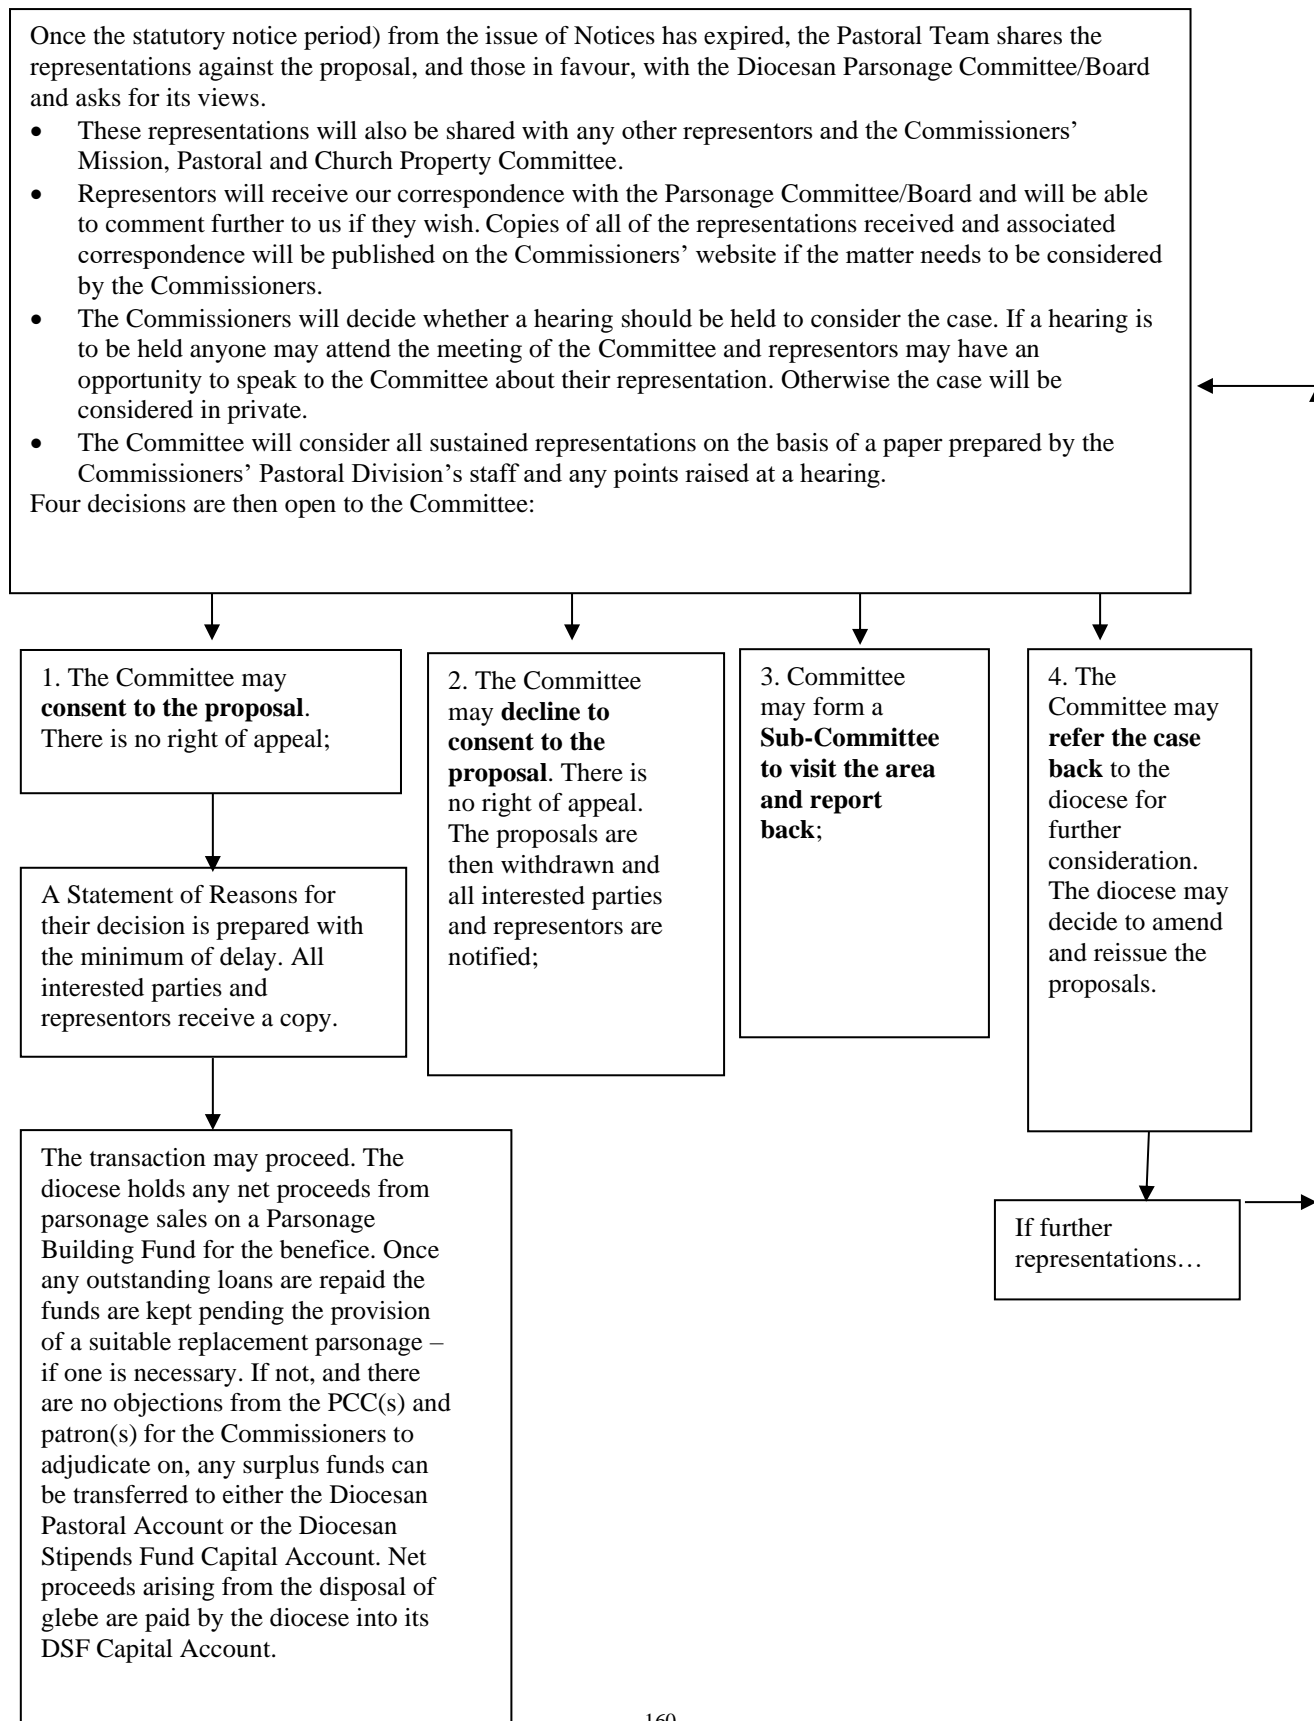 Once the statutory notice period) from the issue of Notices has expired, the Pastoral Team shares the
representations against the proposal, and those in favour, with the Diocesan Parsonage Committee/Board
and asks for its views.
• These representations will also be shared with any other representors and the Commissioners’
Mission, Pastoral and Church Property Committee.
• Representors will receive our correspondence with the Parsonage Committee/Board and will be able
to comment further to us if they wish. Copies of all of the representations received and associated
correspondence will be published on the Commissioners’ website if the matter needs to be considered
by the Commissioners.
• The Commissioners will decide whether a hearing should be held to consider the case. If a hearing is
to be held anyone may attend the meeting of the Committee and representors may have an
opportunity to speak to the Committee about their representation. Otherwise the case will be
considered in private.
• The Committee will consider all sustained representations on the basis of a paper prepared by the
Commissioners’ Pastoral Division’s staff and any points raised at a hearing.
Four decisions are then open to the Committee:
1. The Committee may
consent to the proposal.
There is no right of appeal;
A Statement of Reasons for
their decision is prepared with
the minimum of delay. All
interested parties and
representors receive a copy.
The transaction may proceed. The
diocese holds any net proceeds from
parsonage sales on a Parsonage
Building Fund for the benefice. Once
any outstanding loans are repaid the
funds are kept pending the provision
of a suitable replacement parsonage –
if one is necessary. If not, and there
are no objections from the PCC(s) and
patron(s) for the Commissioners to
adjudicate on, any surplus funds can
be transferred to either the Diocesan
Pastoral Account or the Diocesan
Stipends Fund Capital Account. Net
proceeds arising from the disposal of
glebe are paid by the diocese into its
DSF Capital Account.
2. The Committee
may decline to
consent to the
proposal. There is
no right of appeal.
The proposals are
then withdrawn and
all interested parties
and representors are
notified;
3. Committee
may form a
Sub-Committee
to visit the area
and report
back;
4. The
Committee may
refer the case
back to the
diocese for
further
consideration.
The diocese may
decide to amend
and reissue the
proposals.
If further
representations…
160